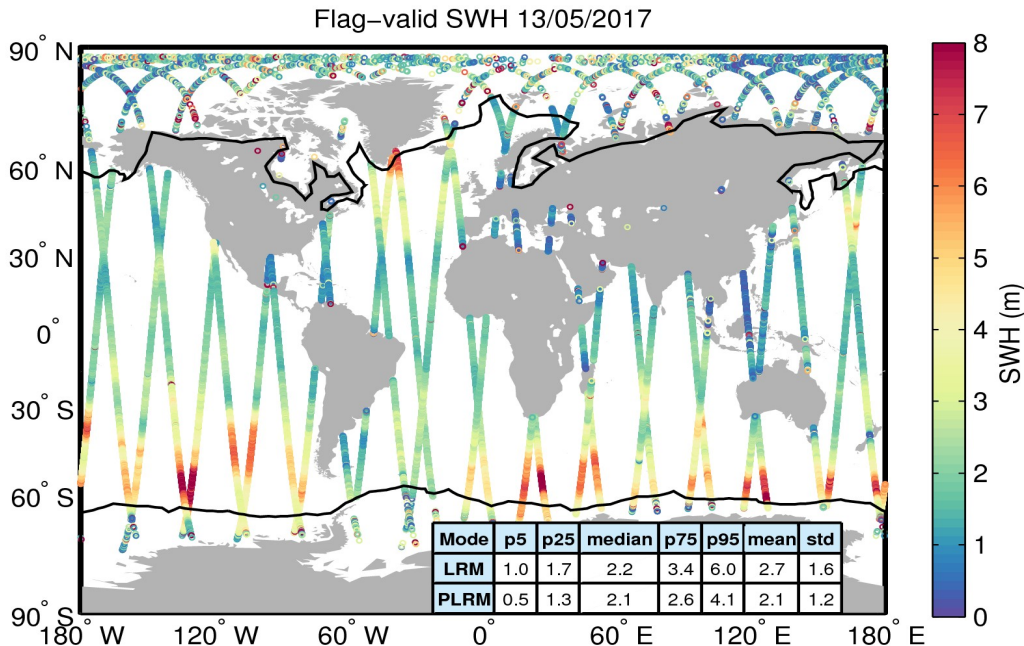 Flag−valid SWH 13/05/2017
90° N
60° N
30° N
0°
30° S
60° S
90° S
180° W
120° W
60° W
0°
60° E
120° E
180° E
Mode p5 p25 median p75 p95 mean std
LRM 1.0 1.7 2.2 3.4 6.0 2.7 1.6
PLRM 0.5 1.3 2.1 2.6 4.1 2.1 1.2
8
7
6
5
4
3
2
1
0
SWH (m)